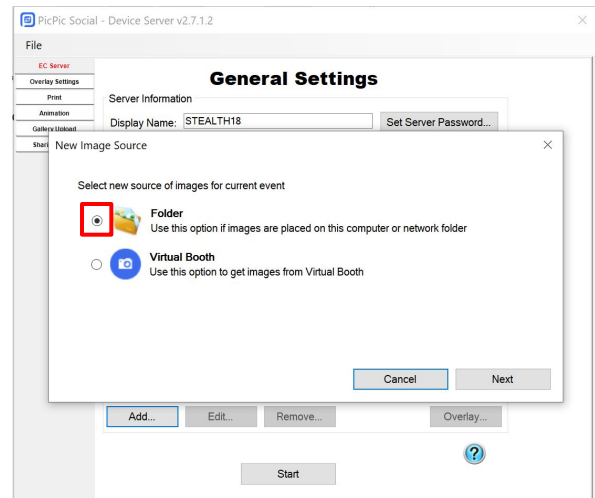 PicPic Social - Device Server v2.7.1.2
File
EC Server
Overlay Settings
Print
Animation
Gallery Upload
Shari
General Settings
Server Information
Display Name: STEALTH18 Set Server Password...
New Image Source
Select new source of images for current event
Folder
Use this option if images are placed on this computer or network folder
Virtual Booth
Use this option to get images from Virtual Booth
Cancel Next
Add... Edit... Remove... Overlay...
?
Start